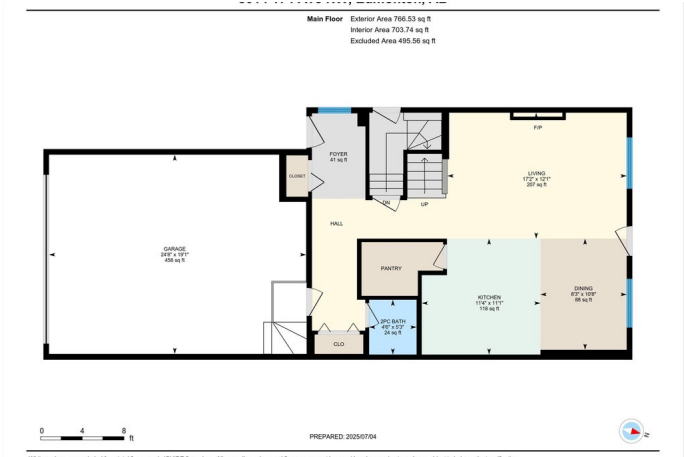 Main Floor Exterior Area 766.53 sq ft
Interior Area 703.74 sq ft
Excluded Area 495.56 sq ft
F/P
FOYER
41 sq ft
CLOSET
LIVING
17'2" x 12'1"
207 sq ft
DN
UP
HALL
GARAGE
24'8" x 19'1"
458 sq ft
PANTRY
KITCHEN
11'4" x 11'1"
118 sq ft
DINING
8'3" x 10'8"
88 sq ft
2PC BATH
4'6" x 5'3"
24 sq ft
CLO
0 4 8
ft
PREPARED: 2025/07/04
N